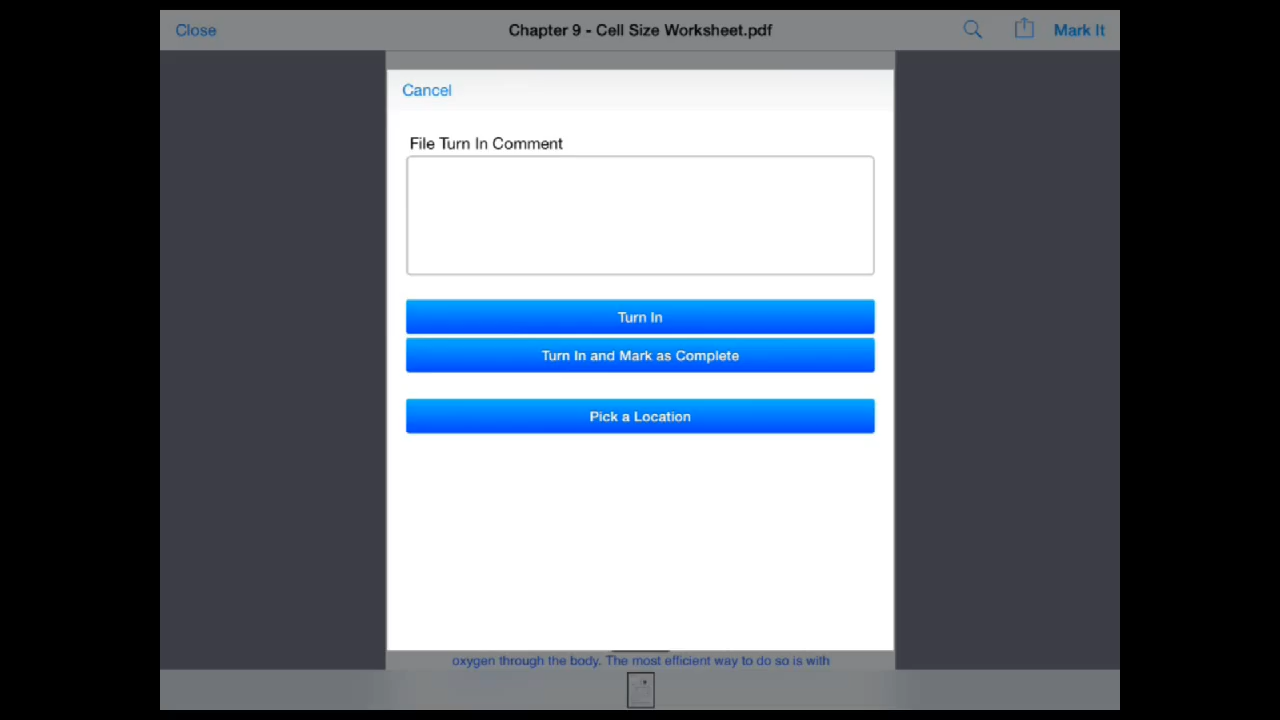 Close Chapter 9 - Cell Size Worksheet.pdf Mark It
Cancel
File Turn In Comment
Turn In
Turn In and Mark as Complete
Pick a Location
oxygen through the body. The most efficient way to do so is with